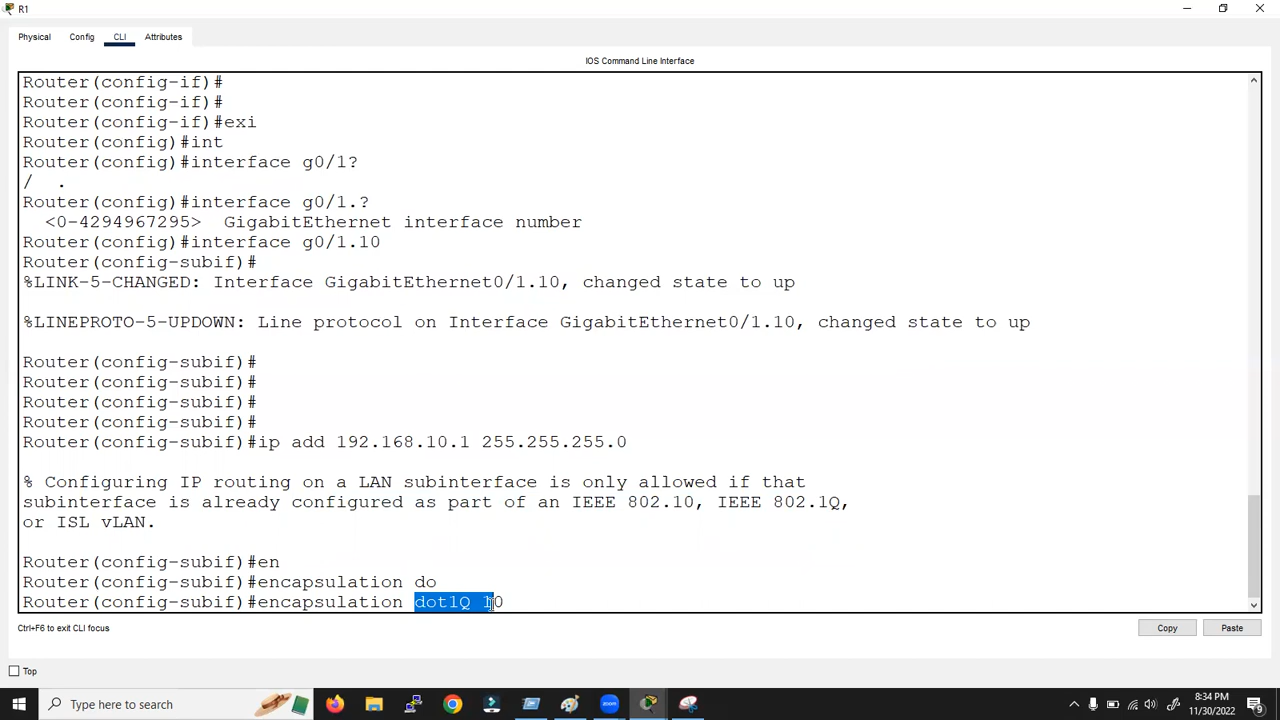 R1
Physical Config CLI Attributes
IOS Command Line Interface
Router(config-if)#
Router(config-if)#
Router(config-if)#exi
Router(config)#int
Router(config)#interface g0/1?
/ .
Router(config)#interface g0/1.?
<0-4294967295> GigabitEthernet interface number
Router(config)#interface g0/1.10
Router(config-subif)#
%LINK-5-CHANGED: Interface GigabitEthernet0/1.10, changed state to up
%LINEPROTO-5-UPDOWN: Line protocol on Interface GigabitEthernet0/1.10, changed state to up
Router(config-subif)#
Router(config-subif)#
Router(config-subif)#
Router(config-subif)#
Router(config-subif)#ip add 192.168.10.1 255.255.255.0
% Configuring IP routing on a LAN subinterface is only allowed if that
subinterface is already configured as part of an IEEE 802.10, IEEE 802.1Q,
or ISL vLAN.
Router(config-subif)#en
Router(config-subif)#encapsulation do
Router(config-subif)#encapsulation dot1Q 10
Ctrl+F6 to exit CLI focus
Copy Paste
Top
Type here to search
8:34 PM
11/30/2022